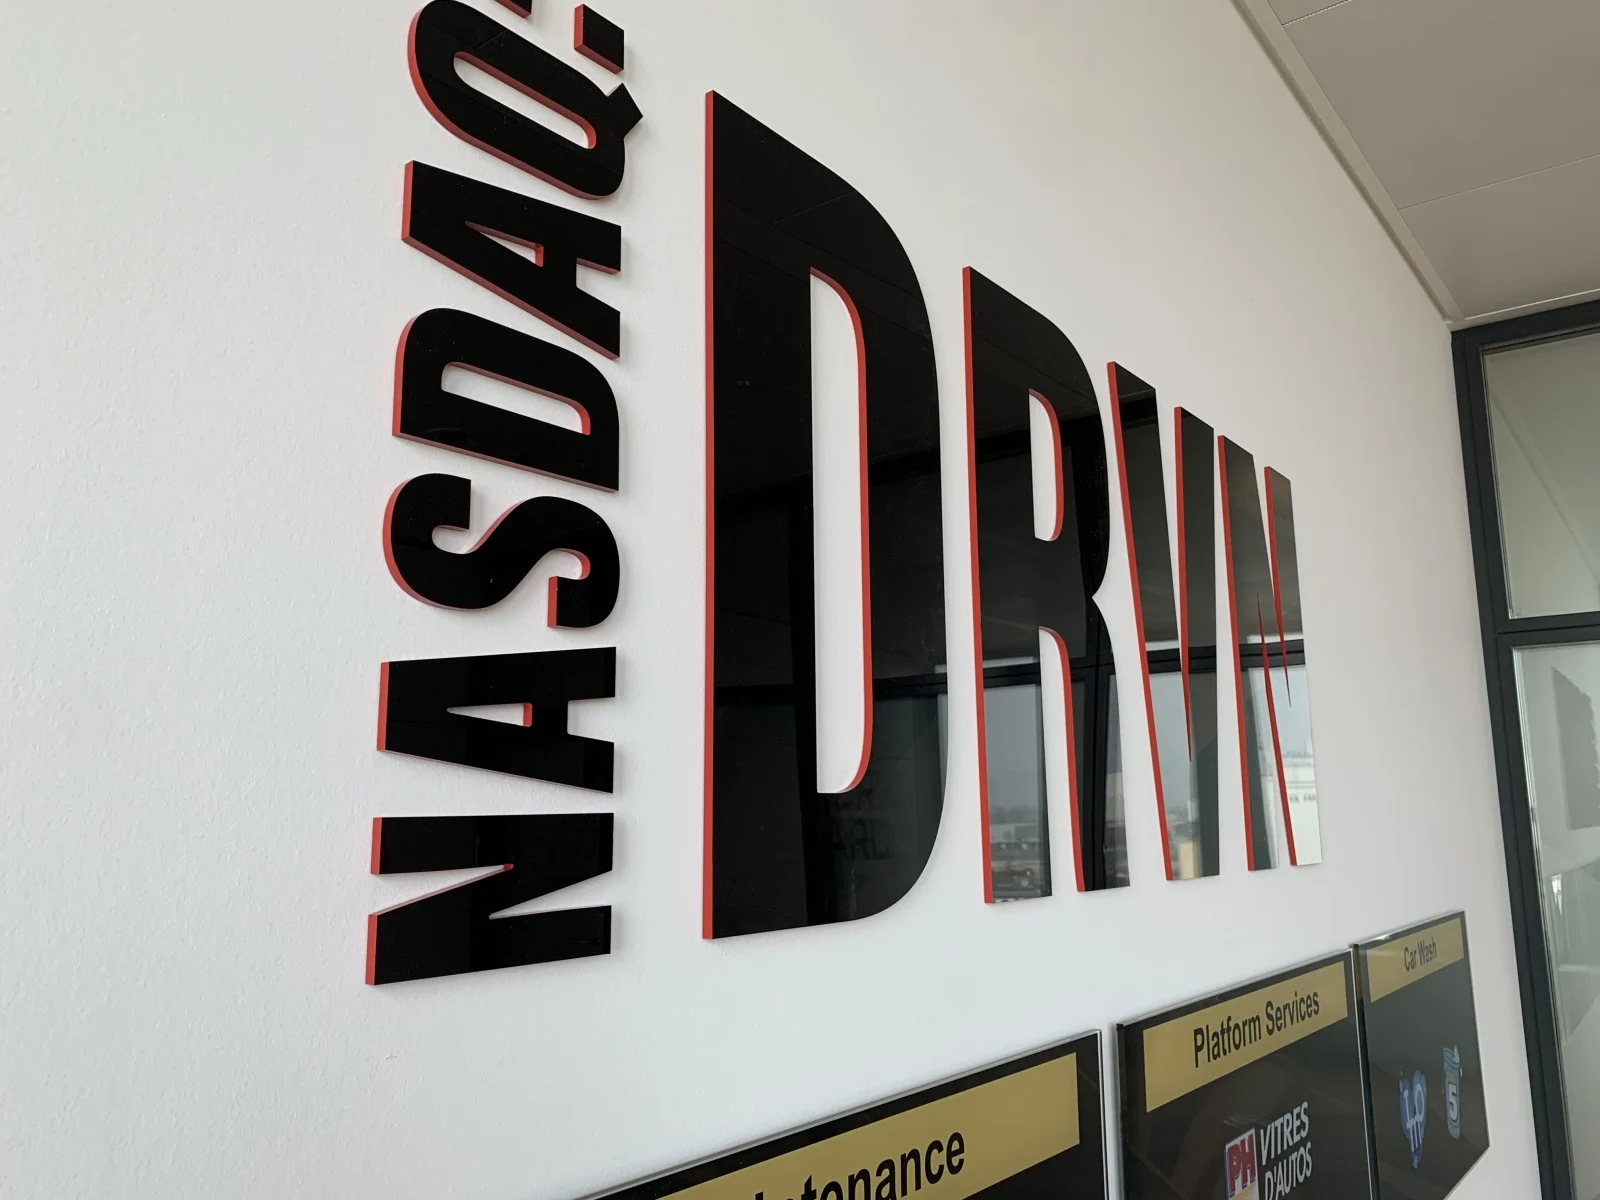 NASDAQ:
DRVN
Platform Services
PH VITRES
D'AUTOS
Car Wash